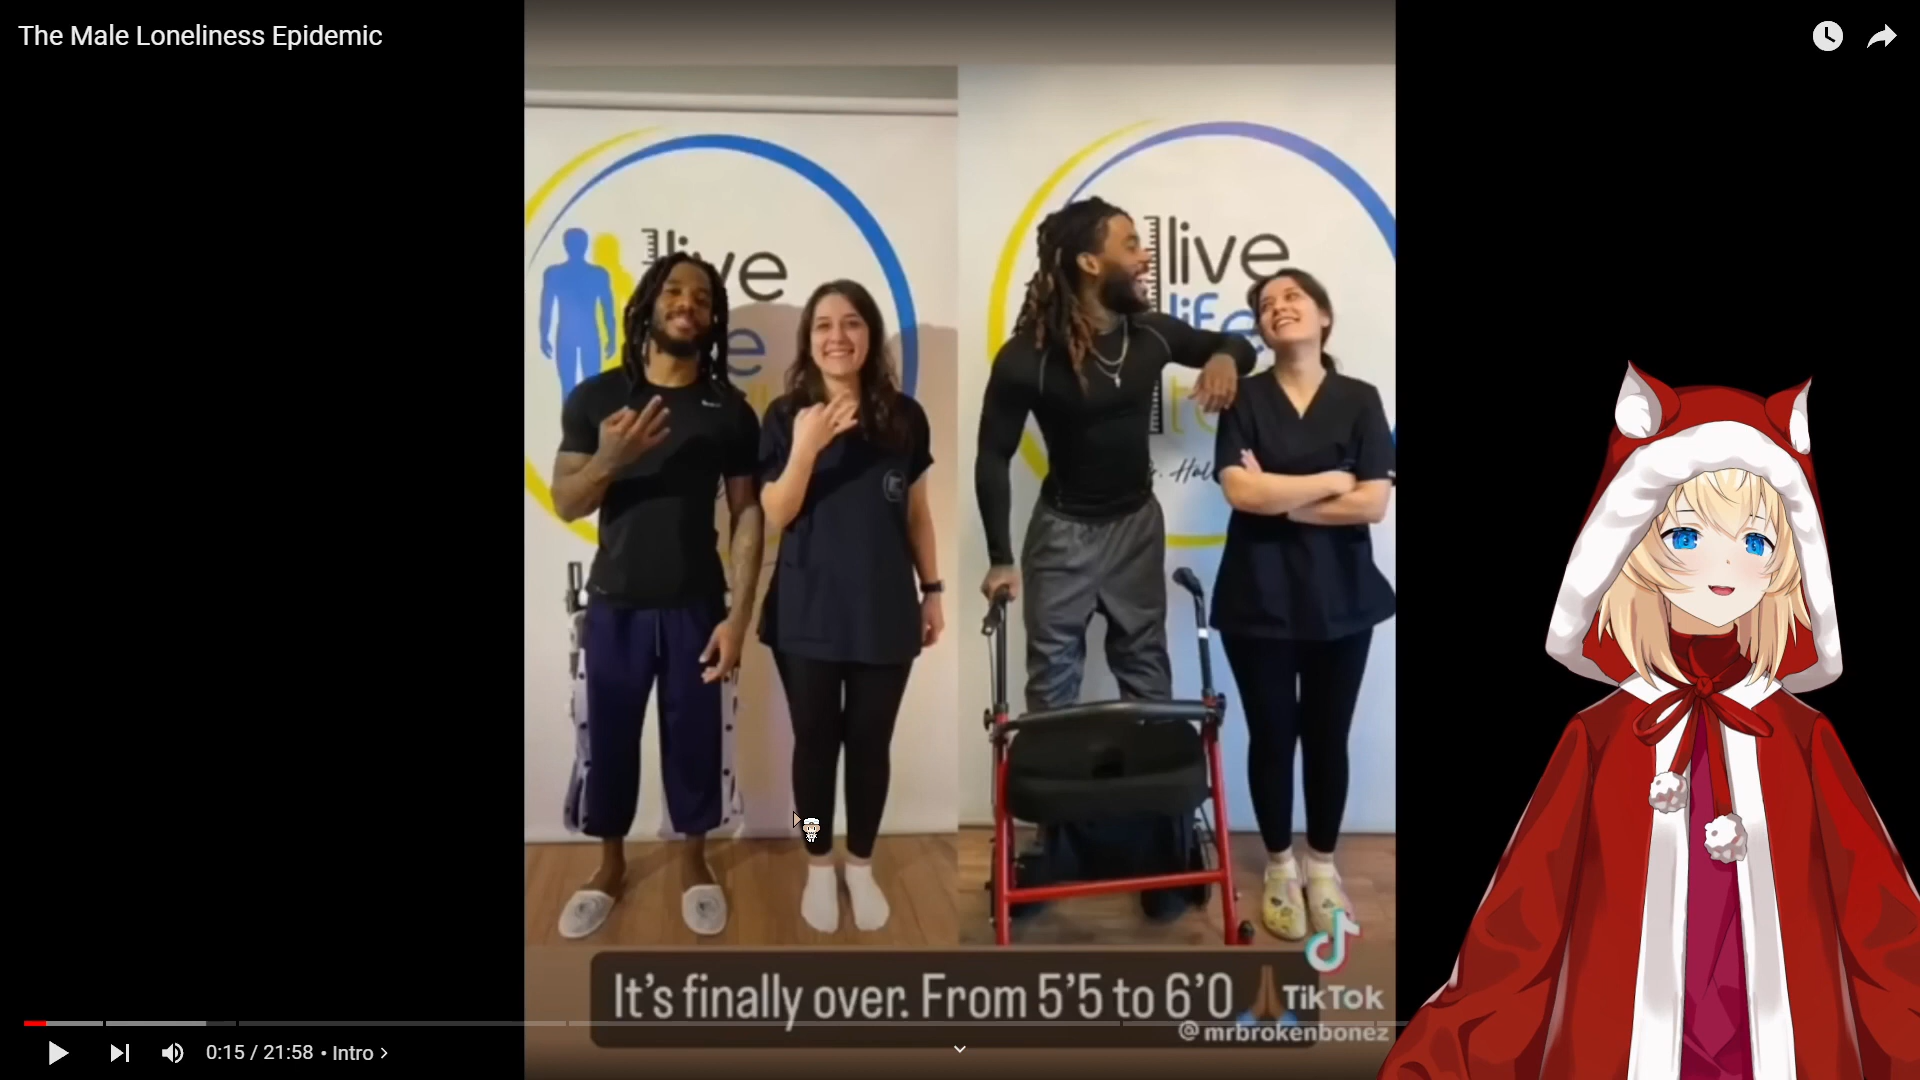 The Male Loneliness Epidemic
live
live
life
It's finally over. From 5'5 to 6'0
TikTok
@mrbrokenbonez
0:15 / 21:58 • Intro